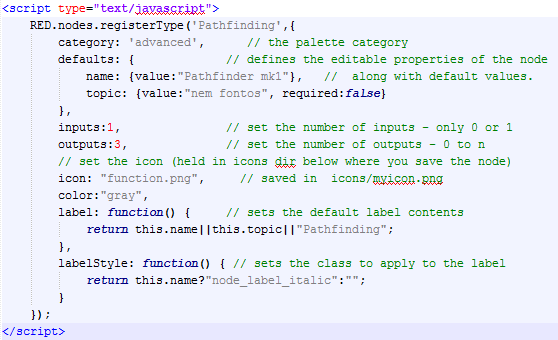 <script type="text/javascript">
RED.nodes.registerType('Pathfinding',{
category: 'advanced',      // the palette category
defaults: {             // defines the editable properties of the node
name: {value:"Pathfinder mk1"},   //  along with default values.
topic: {value:"nem fontos", required:false}
},
inputs:1,               // set the number of inputs - only 0 or 1
outputs:3,              // set the number of outputs - 0 to n
// set the icon (held in icons dir below where you save the node)
icon: "function.png",     // saved in  icons/myicon.png
color:"gray",
label: function() {     // sets the default label contents
return this.name||this.topic||"Pathfinding";
},
labelStyle: function() { // sets the class to apply to the label
return this.name?"node_label_italic":"";
}
});
</script>